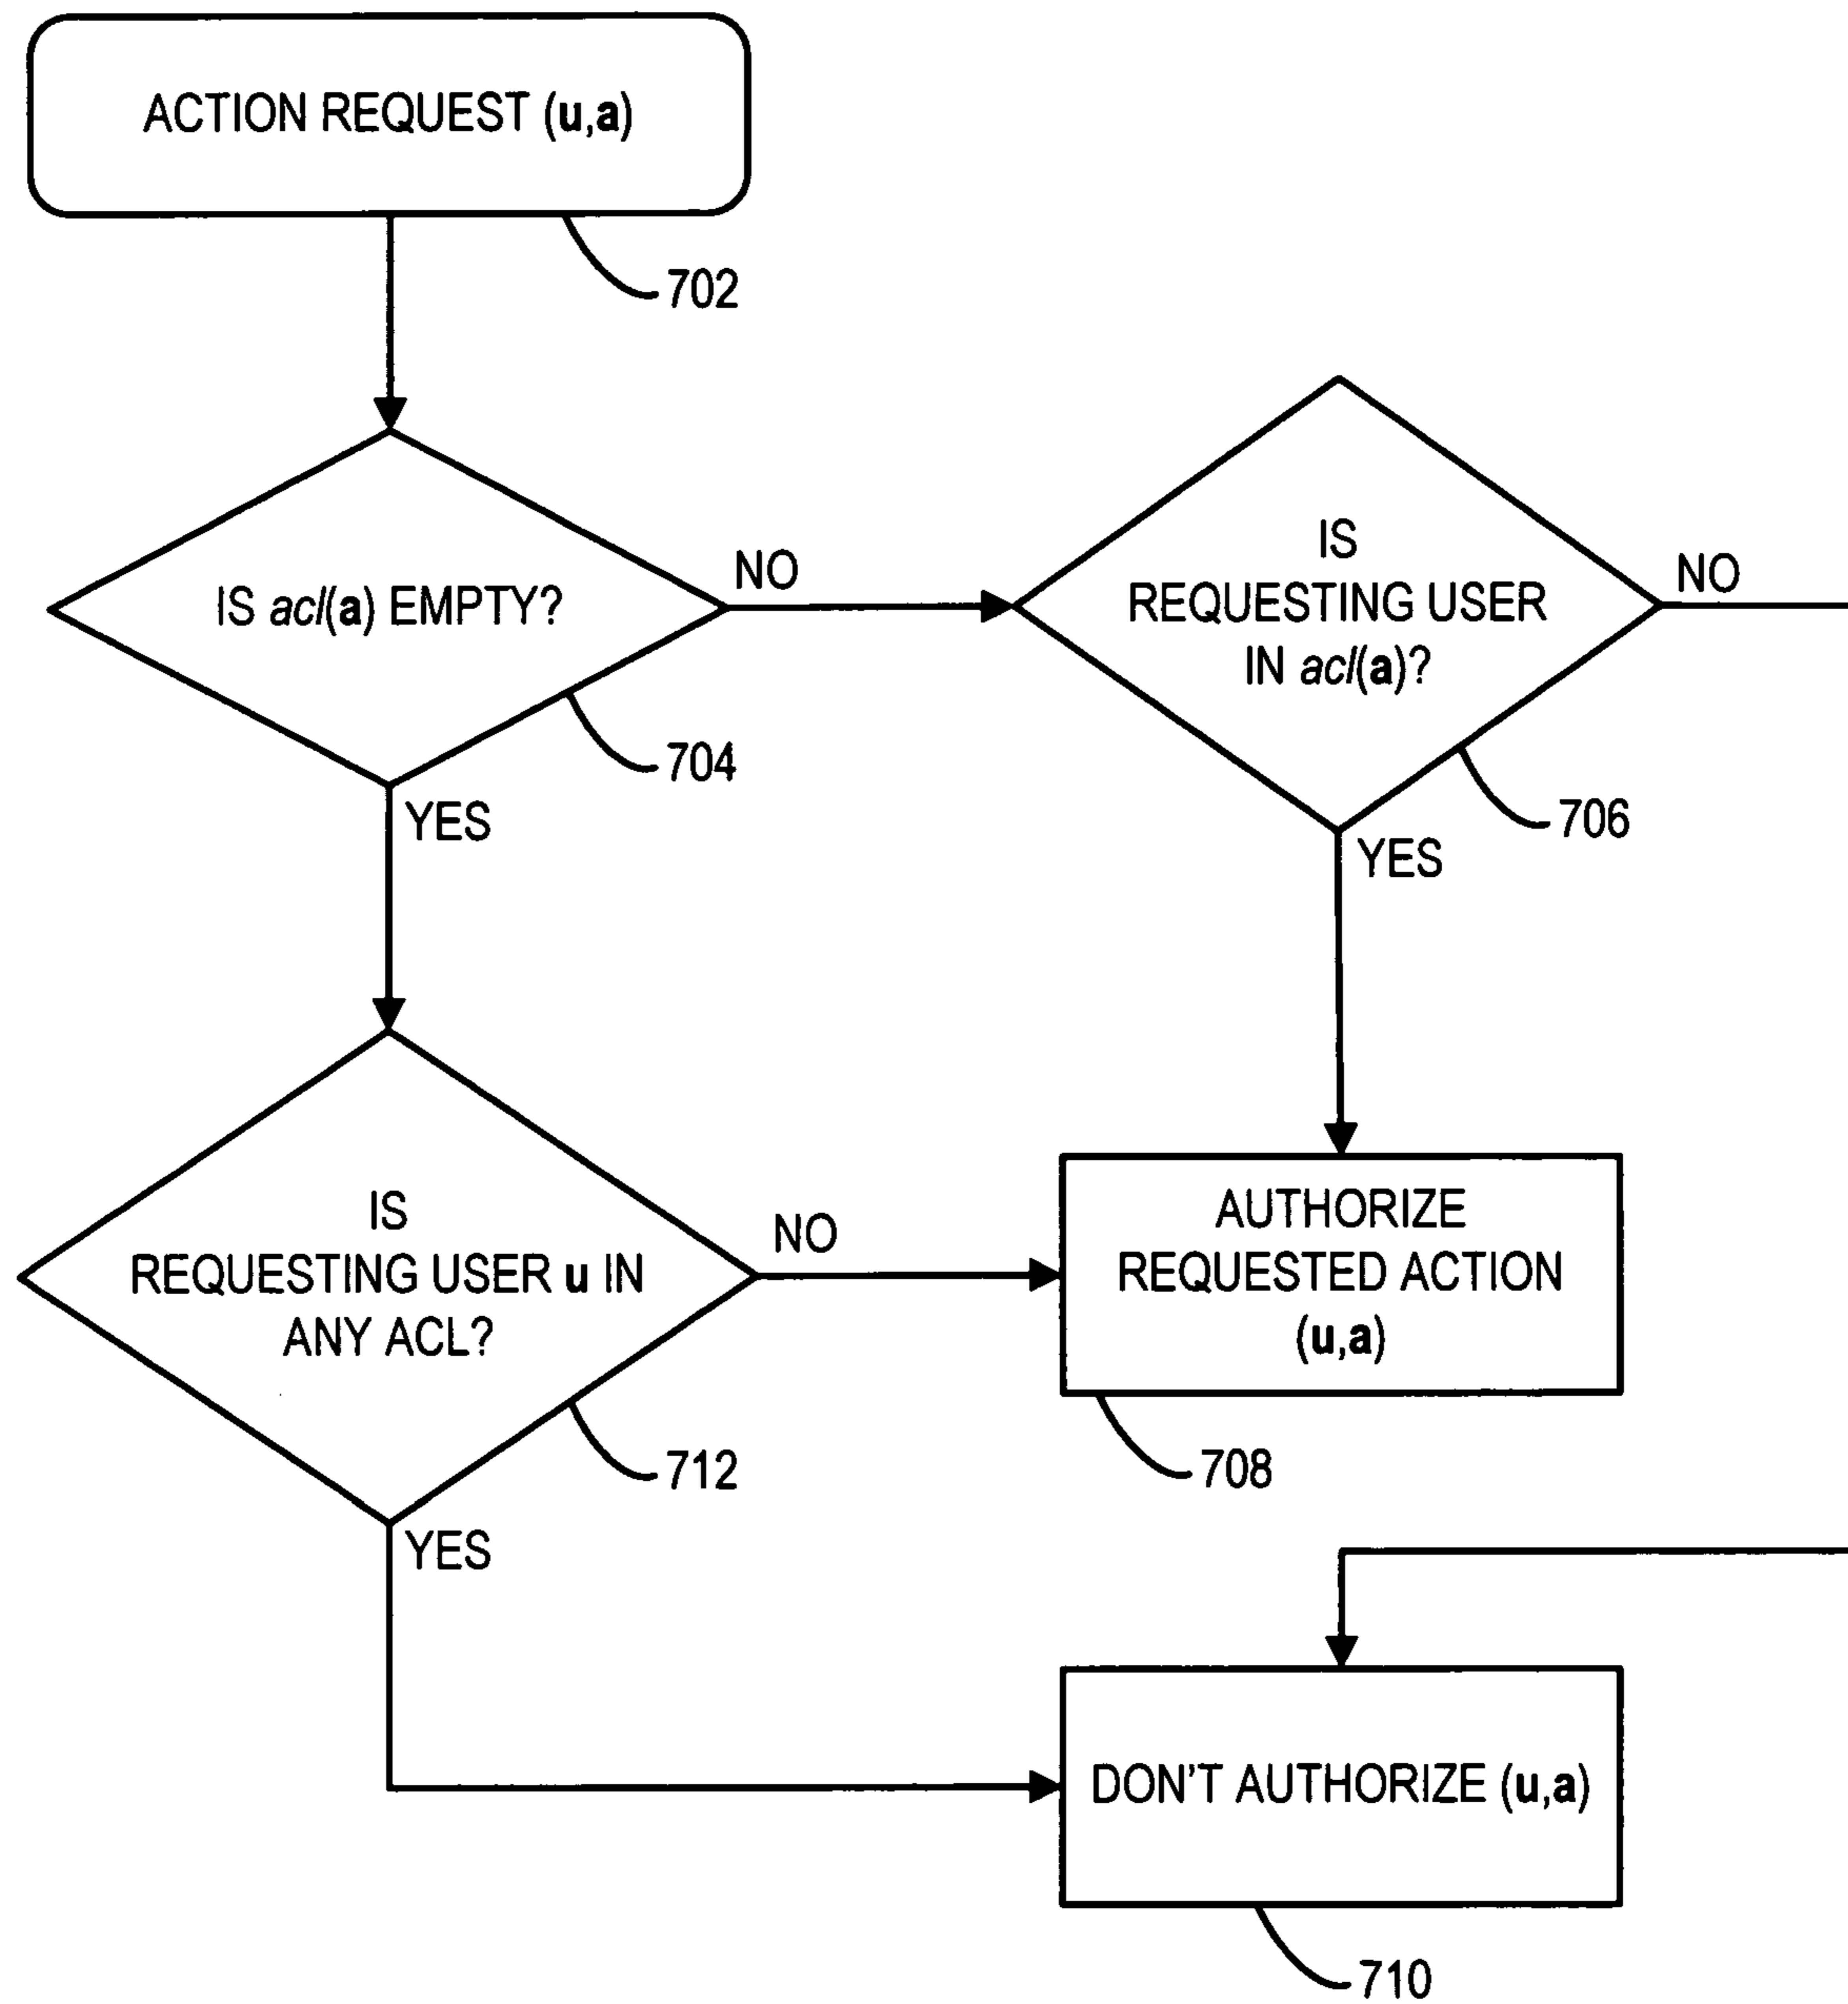 ACTION REQUEST (u,a)
702
IS acl(a) EMPTY?
NO
704
YES
IS
REQUESTING USER
IN acl(a)?
NO
706
YES
IS
REQUESTING USER u IN
ANY ACL?
NO
712
YES
AUTHORIZE
REQUESTED ACTION
(u,a)
708
DON'T AUTHORIZE (u,a)
710